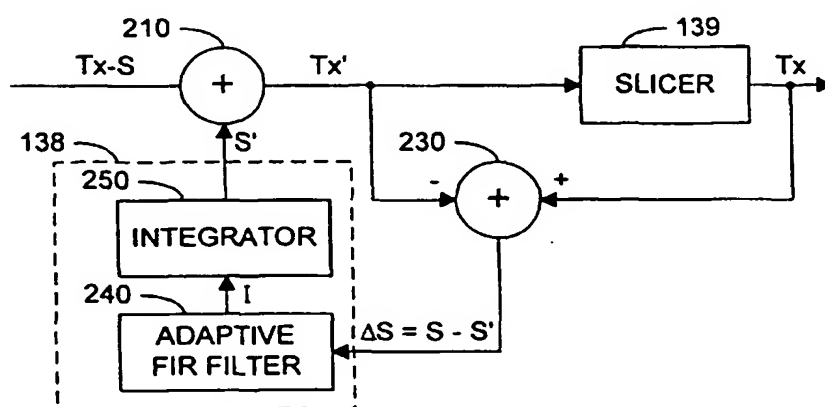 210
139
Tx-S
+
Tx'
SLICER
Tx
138
S'
230
250
-
+
+
INTEGRATOR
240
I
ADAPTIVE
FIR FILTER
ΔS = S - S'